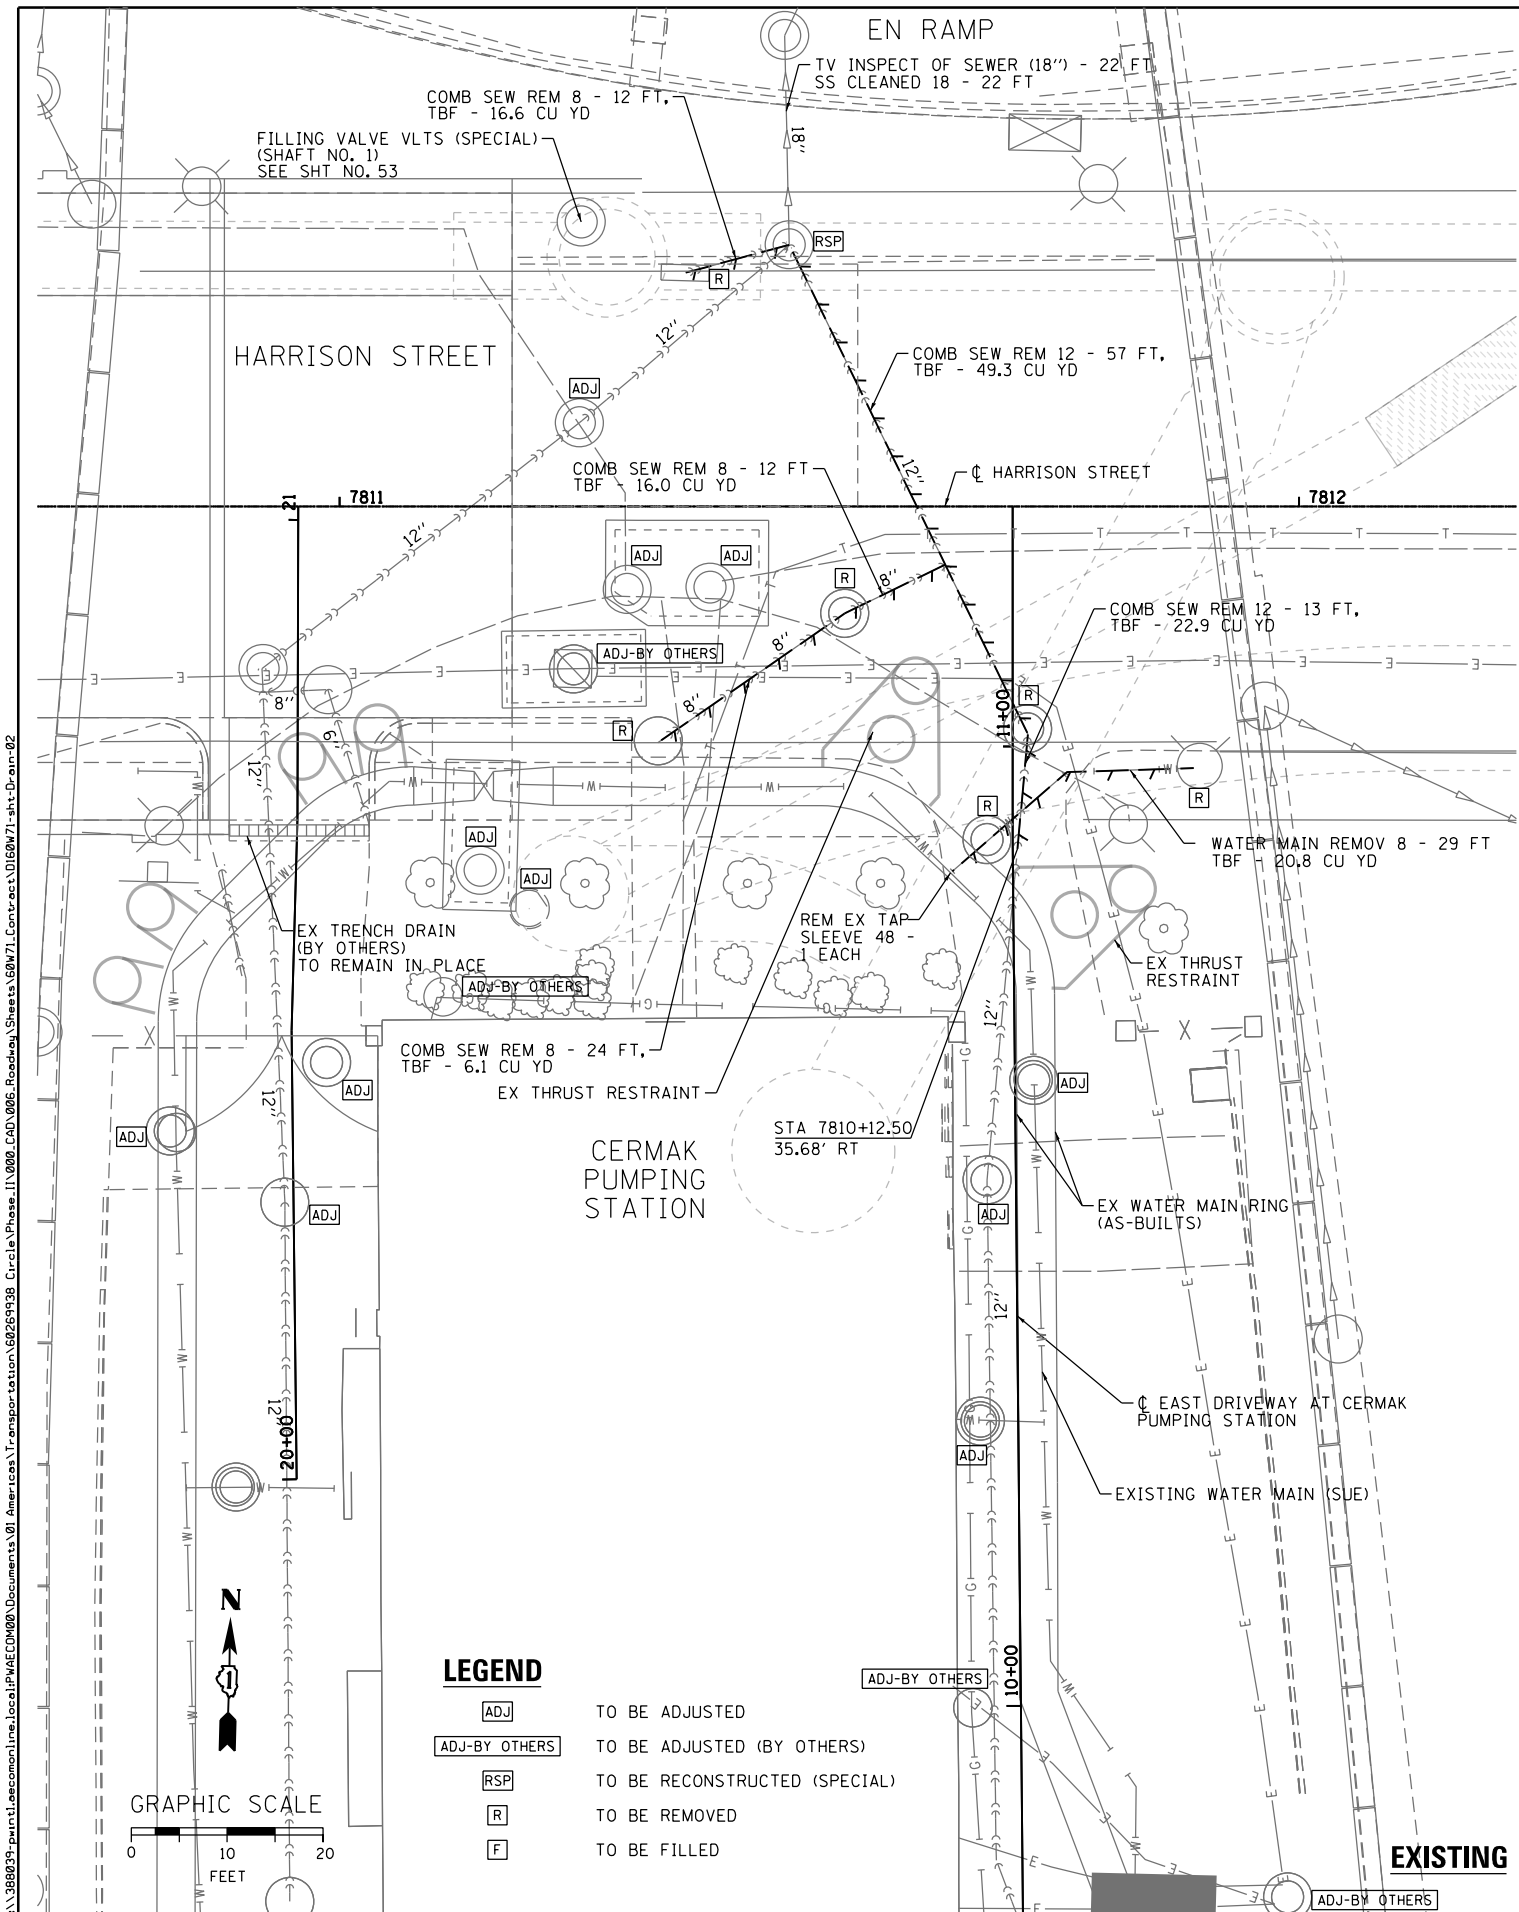 EN RAMP
TV INSPECT OF SEWER (18'') - 22 FT
SS CLEANED 18 - 22 FT
COMB SEW REM 8 - 12 FT,
TBF - 16.6 CU YD
FILLING VALVE VLTS (SPECIAL)
(SHAFT NO. 1)
SEE SHT NO. 53
18''
RSP
R
12''
HARRISON STREET
COMB SEW REM 12 - 57 FT,
TBF - 49.3 CU YD
ADJ
COMB SEW REM 8 - 12 FT
TBF - 16.0 CU YD
12''
℄ HARRISON STREET
21
7811
7812
12''
ADJ
ADJ
R
8''
COMB SEW REM 12 - 13 FT,
TBF - 22.9 CU YD
8''
ADJ-BY OTHERS
8''
8''
R
R
11+00
6''
12''
R
R
WATER MAIN REMOV 8 - 29 FT
TBF - 20.8 CU YD
ADJ
ADJ
EX TRENCH DRAIN
(BY OTHERS)
TO REMAIN IN PLACE
REM EX TAP
SLEEVE 48 -
1 EACH
EX THRUST
RESTRAINT
ADJ-BY OTHERS
12''
COMB SEW REM 8 - 24 FT,
TBF - 6.1 CU YD
EX THRUST RESTRAINT
ADJ
ADJ
12''
ADJ
STA 7810+12.50
35.68' RT
CERMAK
PUMPING
STATION
ADJ
ADJ
EX WATER MAIN RING
(AS-BUILTS)
12''
12''
20+00
ADJ
℄ EAST DRIVEWAY AT CERMAK
PUMPING STATION
EXISTING WATER MAIN (SUE)
N
1
10+00
ADJ-BY OTHERS
LEGEND
ADJ TO BE ADJUSTED
ADJ-BY OTHERS TO BE ADJUSTED (BY OTHERS)
RSP TO BE RECONSTRUCTED (SPECIAL)
R TO BE REMOVED
F TO BE FILLED
GRAPHIC SCALE
0 10 20
FEET
EXISTING
ADJ-BY OTHERS